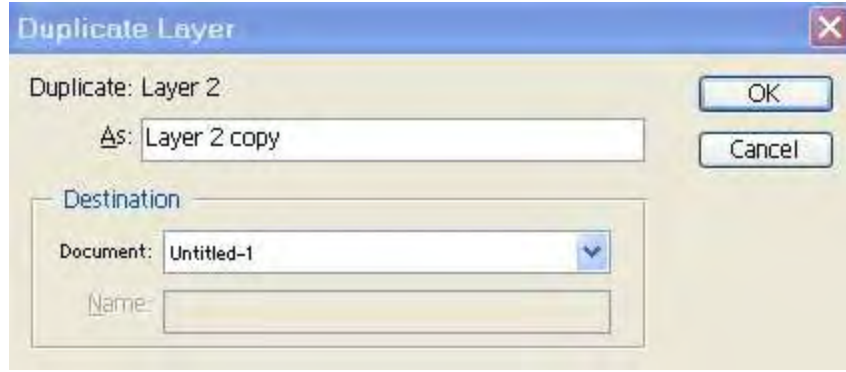 Duplicate Layer
Duplicate: Layer 2
OK
As: Layer 2 copy
Cancel
Destination
Document: Untitled-1
Name: